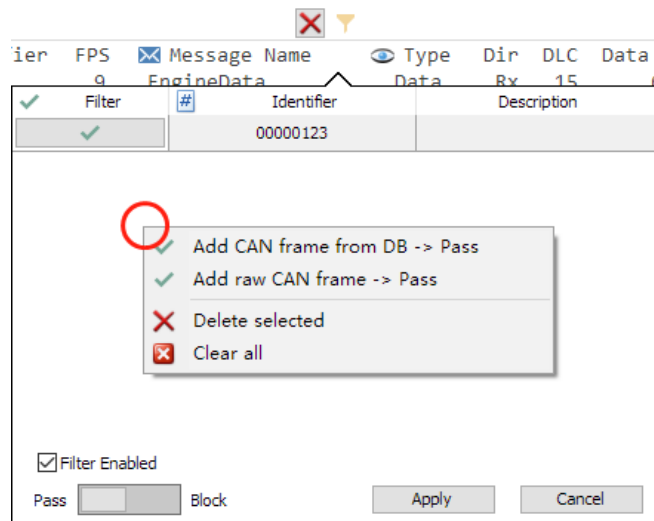 ier FPS Message Name Type Dir DLC Data
9 EngineData Data Rx 15
Filter # Identifier Description
00000123
Add CAN frame from DB -> Pass
Add raw CAN frame -> Pass
Delete selected
Clear all
Filter Enabled
Pass Block Apply Cancel